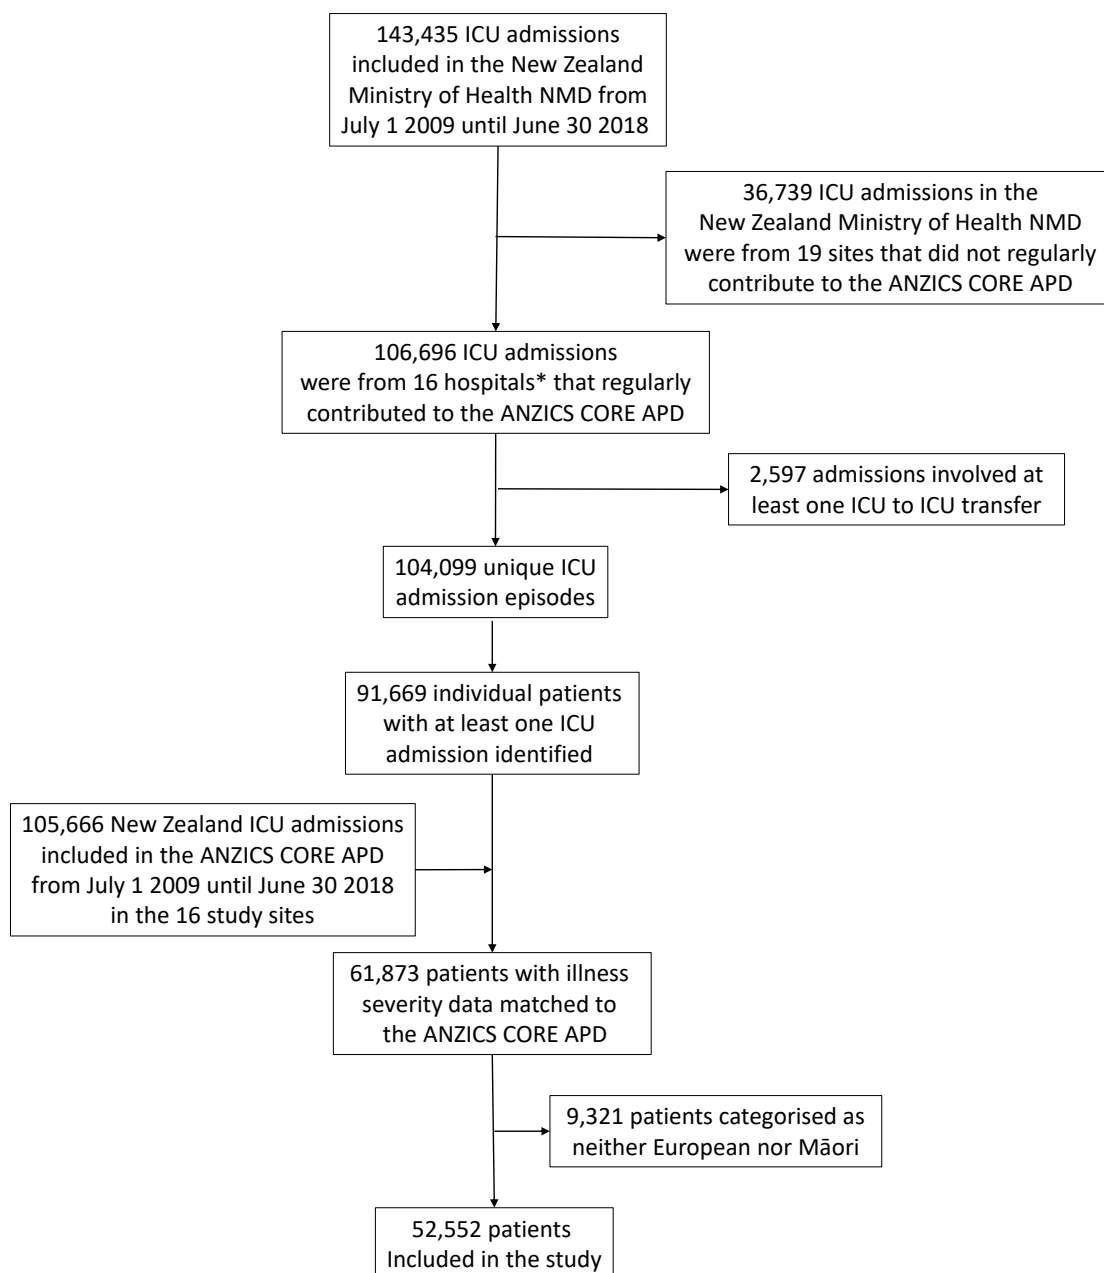 143,435 ICU admissions
included in the New Zealand
Ministry of Health NMD from
July 1 2009 until June 30 2018
36,739 ICU admissions in the
New Zealand Ministry of Health NMD
were from 19 sites that did not regularly
contribute to the ANZICS CORE APD
106,696 ICU admissions
were from 16 hospitals* that regularly
contributed to the ANZICS CORE APD
2,597 admissions involved at
least one ICU to ICU transfer
104,099 unique ICU
admission episodes
91,669 individual patients
with at least one ICU
admission identified
105,666 New Zealand ICU admissions
included in the ANZICS CORE APD
from July 1 2009 until June 30 2018
in the 16 study sites
61,873 patients with illness
severity data matched to
the ANZICS CORE APD
9,321 patients categorised as
neither European nor Māori
52,552 patients
Included in the study